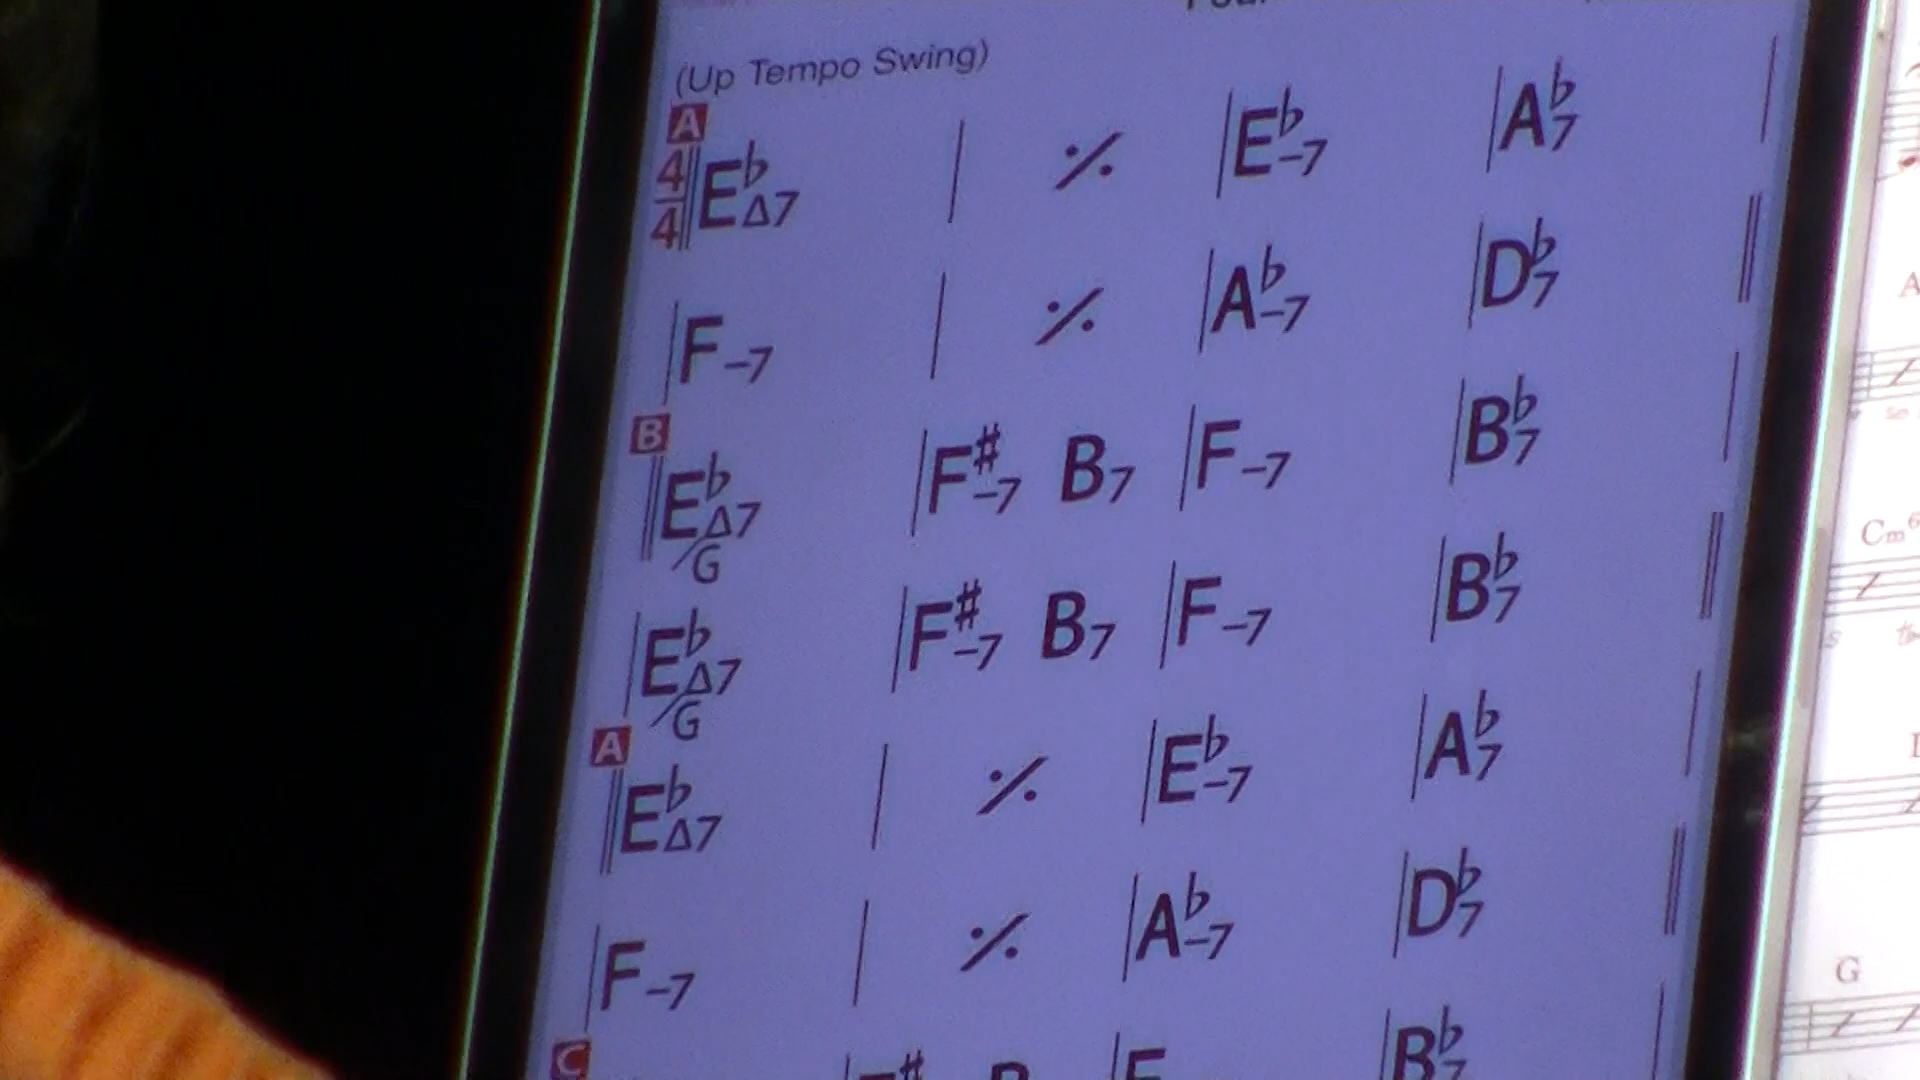 (Up Tempo Swing)
A
4/4 E♭Δ7 | 𝄎 | E♭-7 | A♭7
F-7 | 𝄎 | A♭-7 | D♭7
B
E♭Δ7/G | F♯-7 B7 | F-7 | B♭7
E♭Δ7/G | F♯-7 B7 | F-7 | B♭7
A
E♭Δ7 | 𝄎 | E♭-7 | A♭7
F-7 | 𝄎 | A♭-7 | D♭7
C
B♭7
Cm6
G